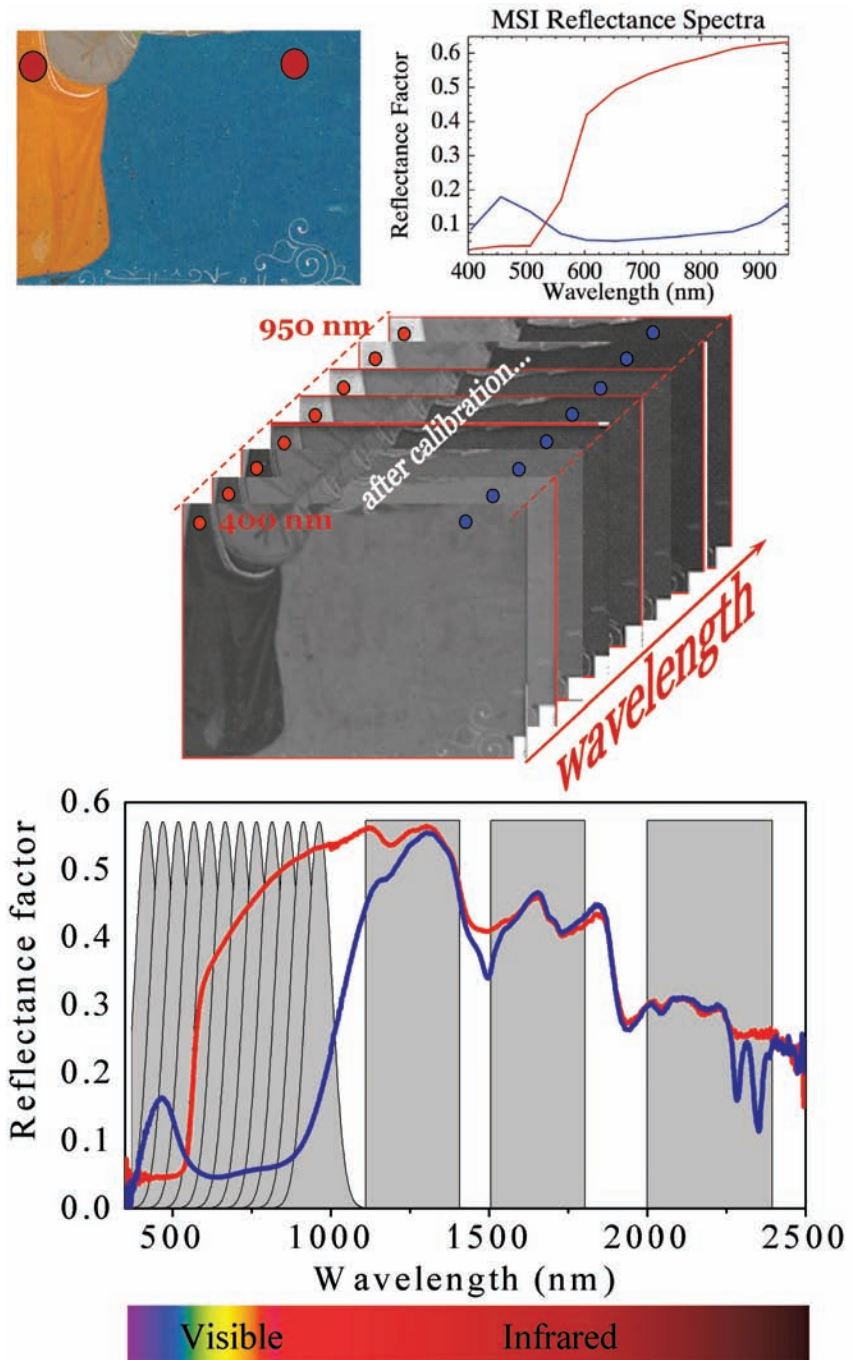 MSI Reflectance Spectra
0.6
0.5
0.4
0.3
0.2
0.1
Reflectance Factor
400 500 600 700 800 900
Wavelength (nm)
950 nm
after calibration...
400 nm
wavelength
0.6
0.5
0.4
0.3
0.2
0.1
0.0
Reflectance factor
500 1000 1500 2000 2500
Wavelength (nm)
Visible Infrared